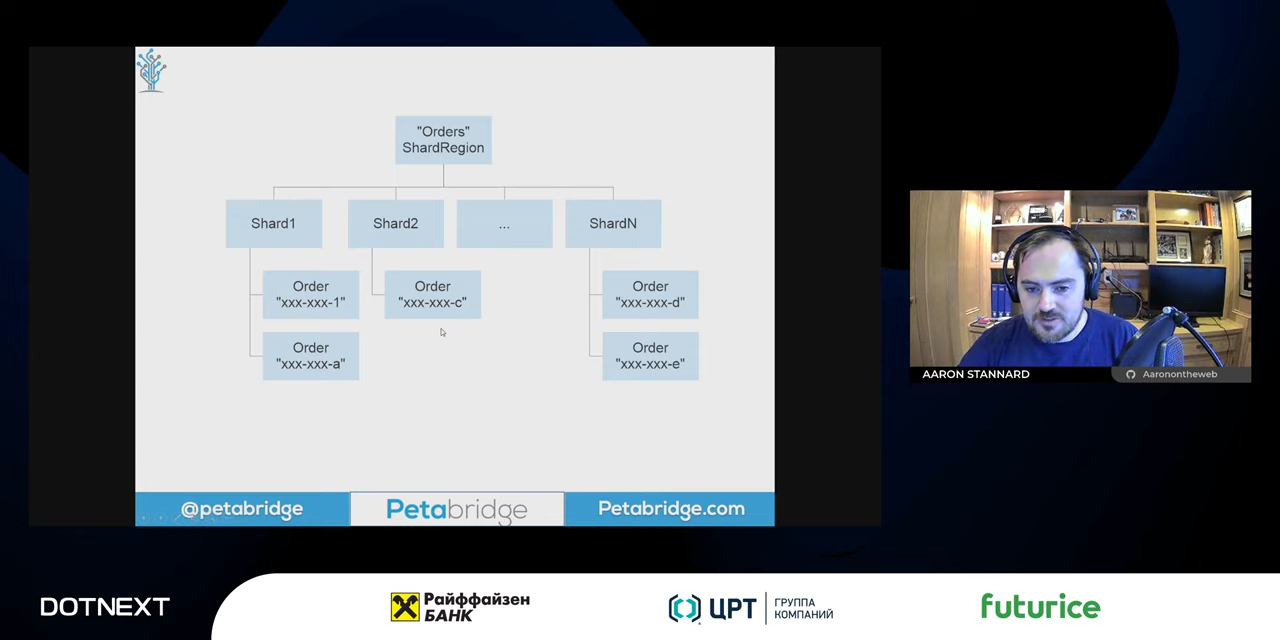 "Orders"
ShardRegion
Shard1
Shard2
...
ShardN
Order
"xxx-xxx-1"
Order
"xxx-xxx-c"
Order
"xxx-xxx-d"
Order
"xxx-xxx-a"
Order
"xxx-xxx-e"
@petabridge
Petabridge
Petabridge.com
AARON STANNARD
Aaronontheweb
DOTNEXT
Райффайзен
БАНК
ЦРТ
ГРУППА
КОМПАНИЙ
futurice